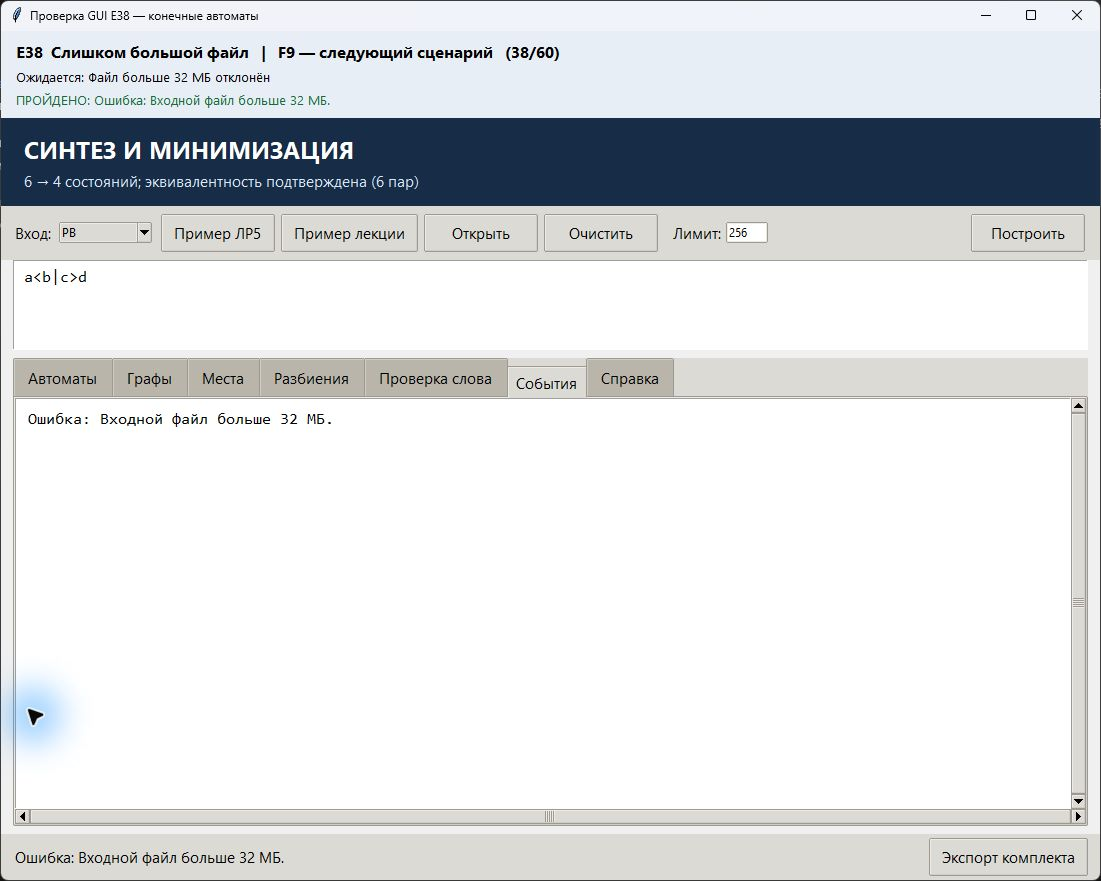 Проверка GUI E38 — конечные автоматы
E38 Слишком большой файл | F9 — следующий сценарий (38/60)
Ожидается: Файл больше 32 МБ отклонён
ПРОЙДЕНО: Ошибка: Входной файл больше 32 МБ.
СИНТЕЗ И МИНИМИЗАЦИЯ
6 → 4 состояний; эквивалентность подтверждена (6 пар)
Вход: РВ Пример ЛР5 Пример лекции Открыть Очистить Лимит: 256 Построить
a<b|c>d
Автоматы Графы Места Разбиения Проверка слова События Справка
Ошибка: Входной файл больше 32 МБ.
Ошибка: Входной файл больше 32 МБ. Экспорт комплекта